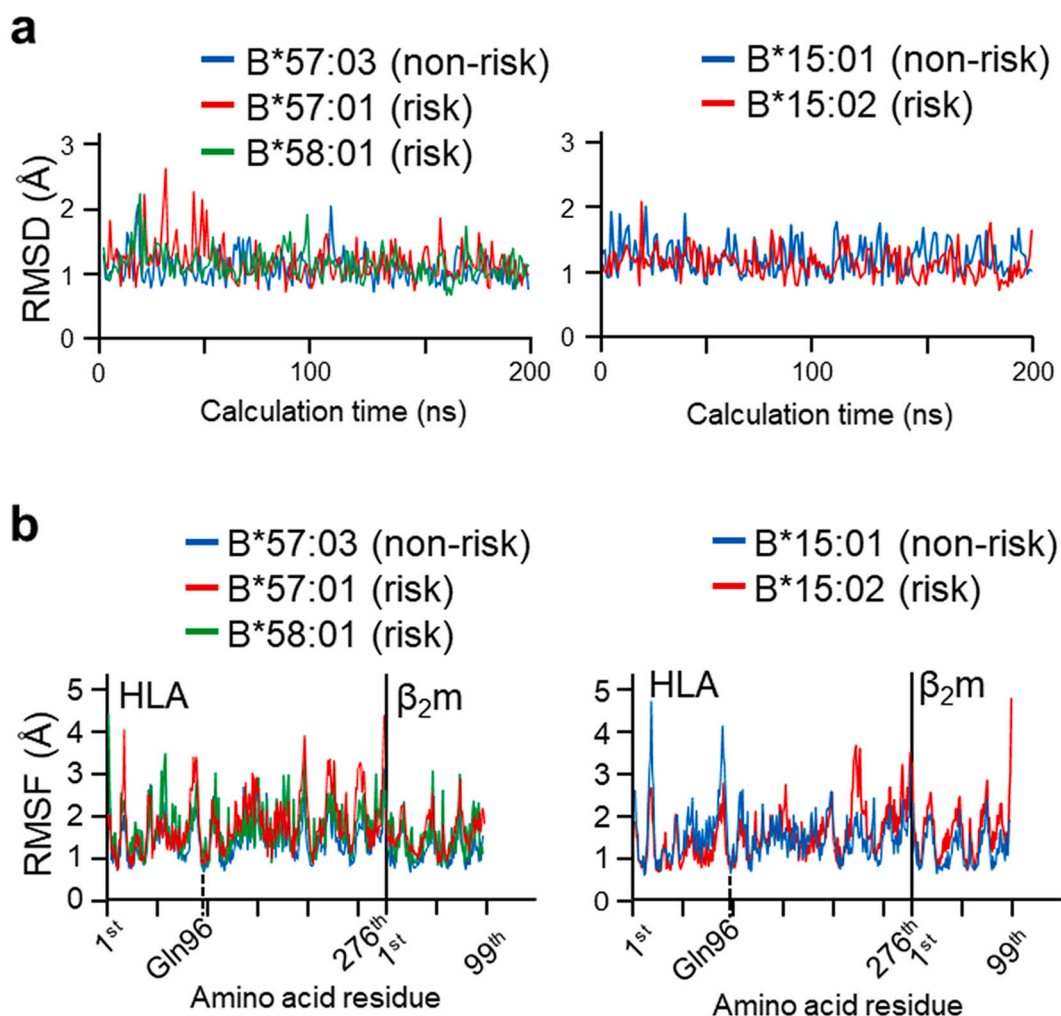 a
B*57:03 (non-risk)
B*57:01 (risk)
B*58:01 (risk)
B*15:01 (non-risk)
B*15:02 (risk)
RMSD (Å)
3
2
1
0
0
100
200
Calculation time (ns)
3
2
1
0
0
100
200
Calculation time (ns)
b
B*57:03 (non-risk)
B*57:01 (risk)
B*58:01 (risk)
B*15:01 (non-risk)
B*15:02 (risk)
RMSF (Å)
5
4
3
2
1
0
HLA
β₂m
1ˢᵗ
Gln96
276ᵗʰ
1ˢᵗ
99ᵗʰ
Amino acid residue
5
4
3
2
1
0
HLA
β₂m
1ˢᵗ
Gln96
276ᵗʰ
1ˢᵗ
99ᵗʰ
Amino acid residue